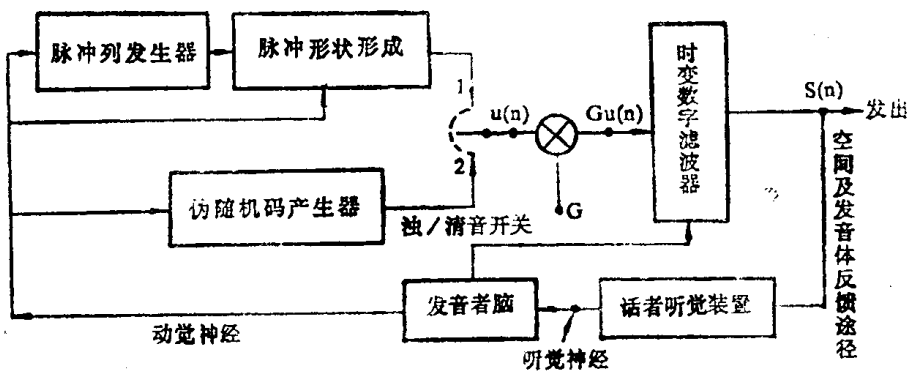 脉冲列发生器
脉冲形状形成
1
2
u(n)
Gu(n)
G
时变数字滤波器
S(n)
发出
伪随机码产生器
浊/清音开关
空间及发音体反馈途径
发音者脑
话者听觉装置
动觉神经
听觉神经